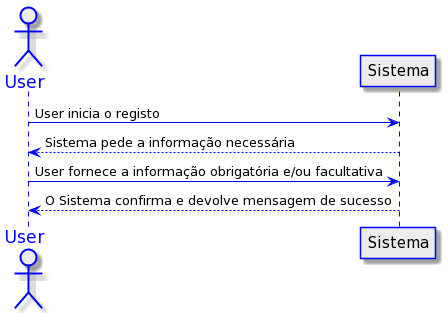 User
Sistema
User inicia o registo
Sistema pede a informação necessária
User fornece a informação obrigatória e/ou facultativa
O Sistema confirma e devolve mensagem de sucesso
User
Sistema